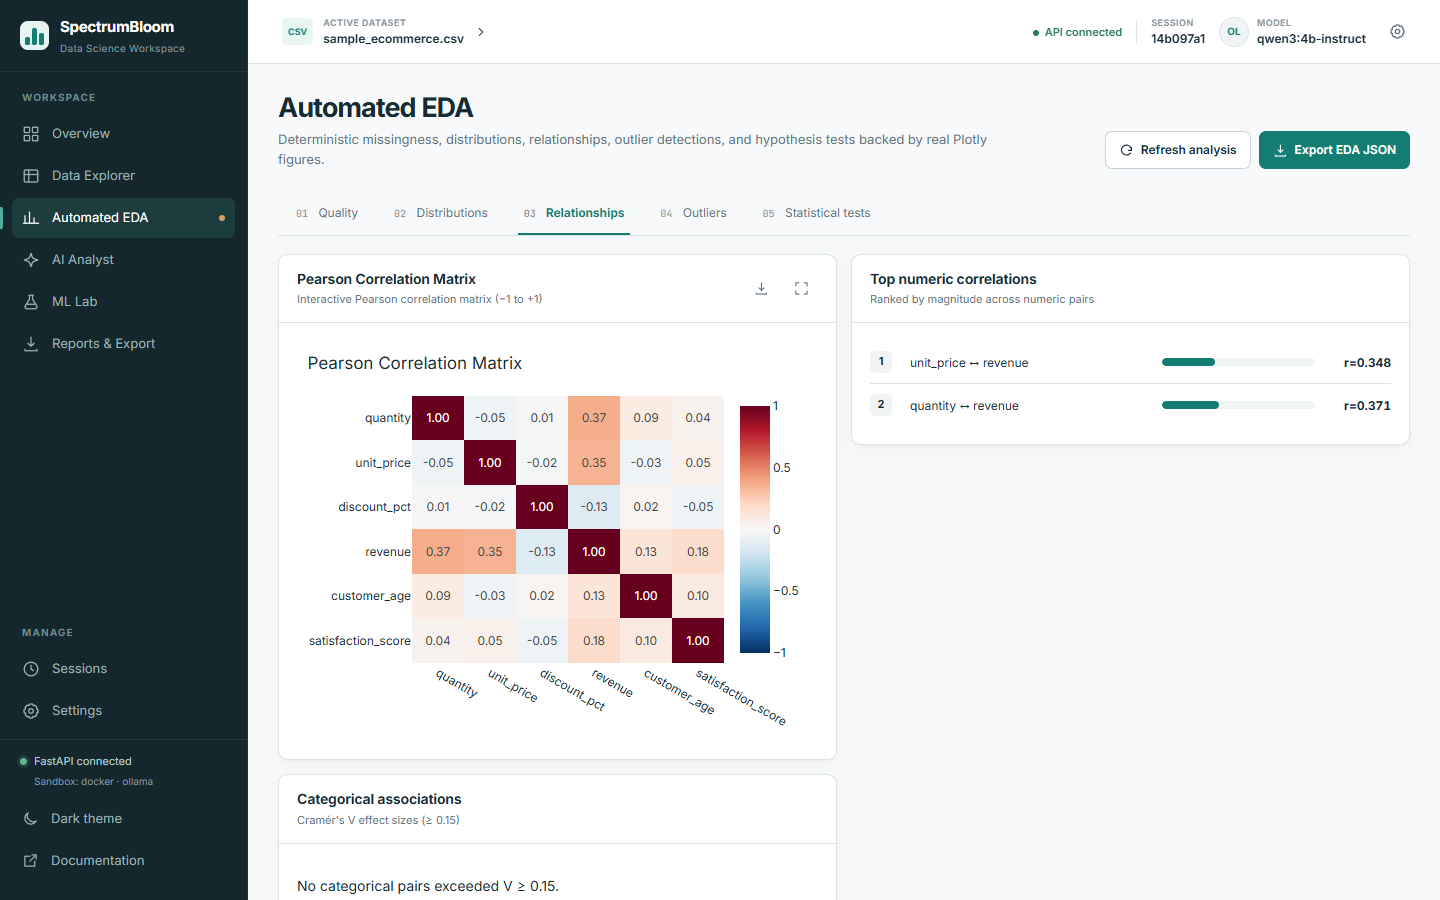 SpectrumBloom
Data Science Workspace
WORKSPACE
Overview
Data Explorer
Automated EDA
AI Analyst
ML Lab
Reports & Export
MANAGE
Sessions
Settings
FastAPI connected
Sandbox: docker · ollama
Dark theme
Documentation
CSV
ACTIVE DATASET
sample_ecommerce.csv
API connected
SESSION
14b097a1
OL
MODEL
qwen3:4b-instruct
Automated EDA
Deterministic missingness, distributions, relationships, outlier detections, and hypothesis tests backed by real Plotly
figures.
Refresh analysis
Export EDA JSON
01 Quality
02 Distributions
03 Relationships
04 Outliers
05 Statistical tests
Pearson Correlation Matrix
Interactive Pearson correlation matrix (−1 to +1)
Pearson Correlation Matrix
quantity 1.00 -0.05 0.01 0.37 0.09 0.04
unit_price -0.05 1.00 -0.02 0.35 -0.03 0.05
discount_pct 0.01 -0.02 1.00 -0.13 0.02 -0.05
revenue 0.37 0.35 -0.13 1.00 0.13 0.18
customer_age 0.09 -0.03 0.02 0.13 1.00 0.10
satisfaction_score 0.04 0.05 -0.05 0.18 0.10 1.00
quantity
unit_price
discount_pct
revenue
customer_age
satisfaction_score
1
0.5
0
−0.5
−1
Top numeric correlations
Ranked by magnitude across numeric pairs
1 unit_price ↔ revenue r=0.348
2 quantity ↔ revenue r=0.371
Categorical associations
Cramér's V effect sizes (≥ 0.15)
No categorical pairs exceeded V ≥ 0.15.